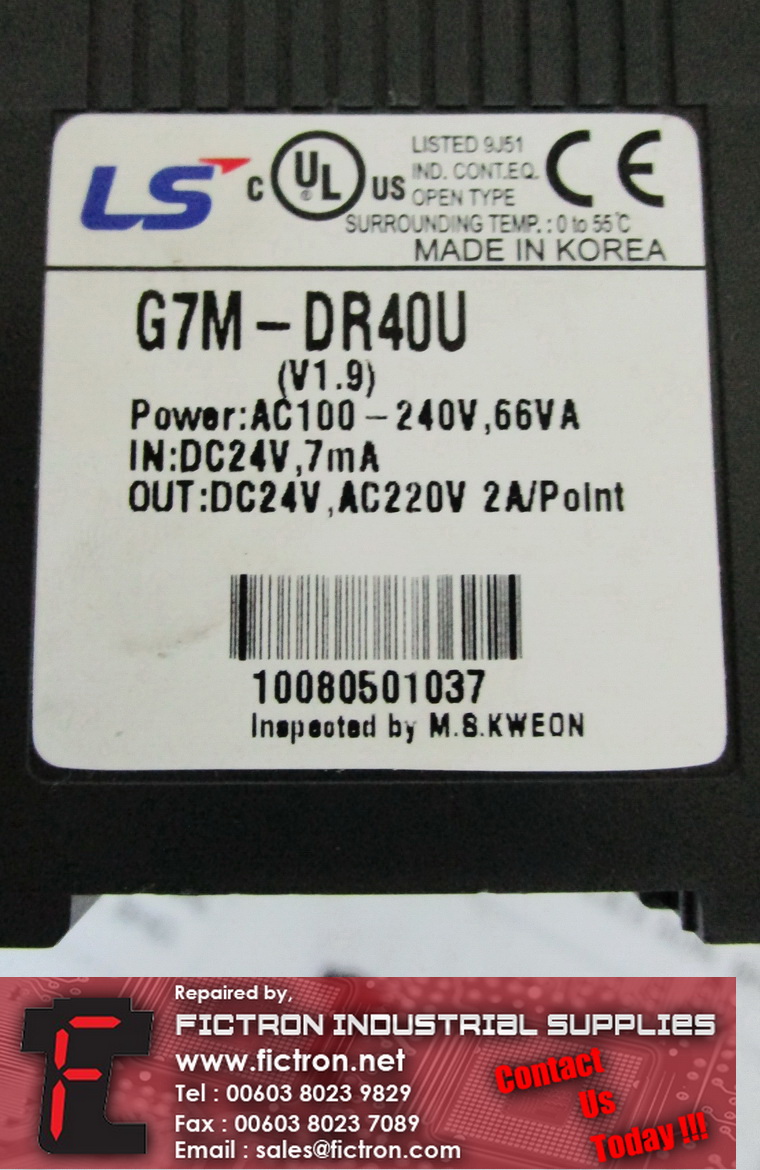 LS
C UL US
LISTED 9J51
IND. CONT.EQ.
OPEN TYPE
CE
SURROUNDING TEMP. : 0 to 55℃
MADE IN KOREA
G7M-DR40U
(V1.9)
Power:AC100-240V,66VA
IN:DC24V,7mA
OUT:DC24V,AC220V 2A/Point
10080501037
Inspected by M.S.KWEON
Repaired by,
FICTRON INDUSTRIAL SUPPLIES
www.fictron.net
Tel : 00603 8023 9829
Fax : 00603 8023 7089
Email : sales@fictron.com
Contact
Us
Today !!!